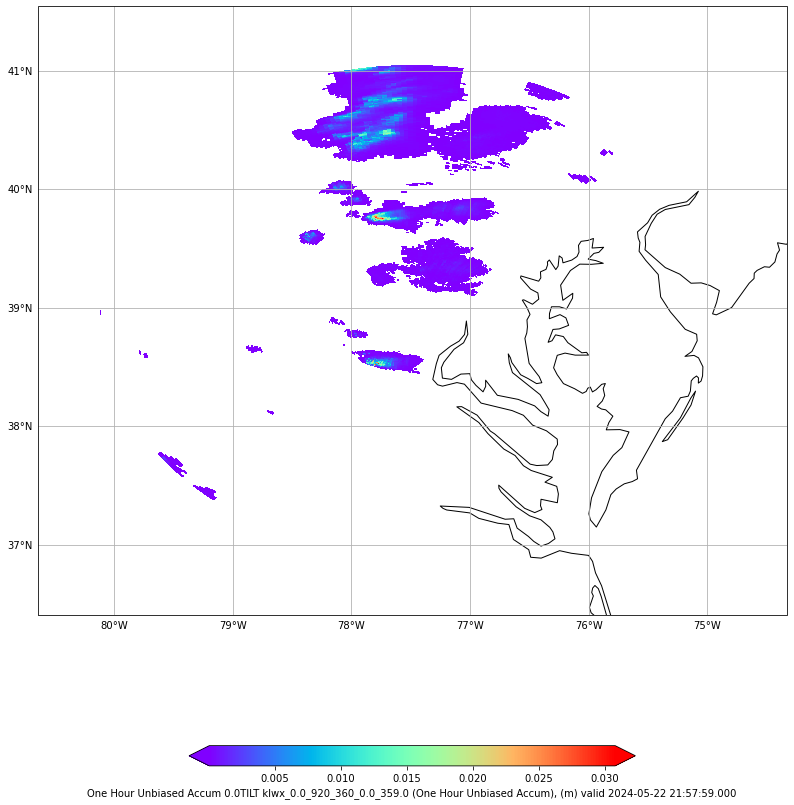 41°N
40°N
39°N
38°N
37°N
80°W 79°W 78°W 77°W 76°W 75°W
0.005 0.010 0.015 0.020 0.025 0.030
One Hour Unbiased Accum 0.0TILT klwx_0.0_920_360_0.0_359.0 (One Hour Unbiased Accum), (m) valid 2024-05-22 21:57:59.000